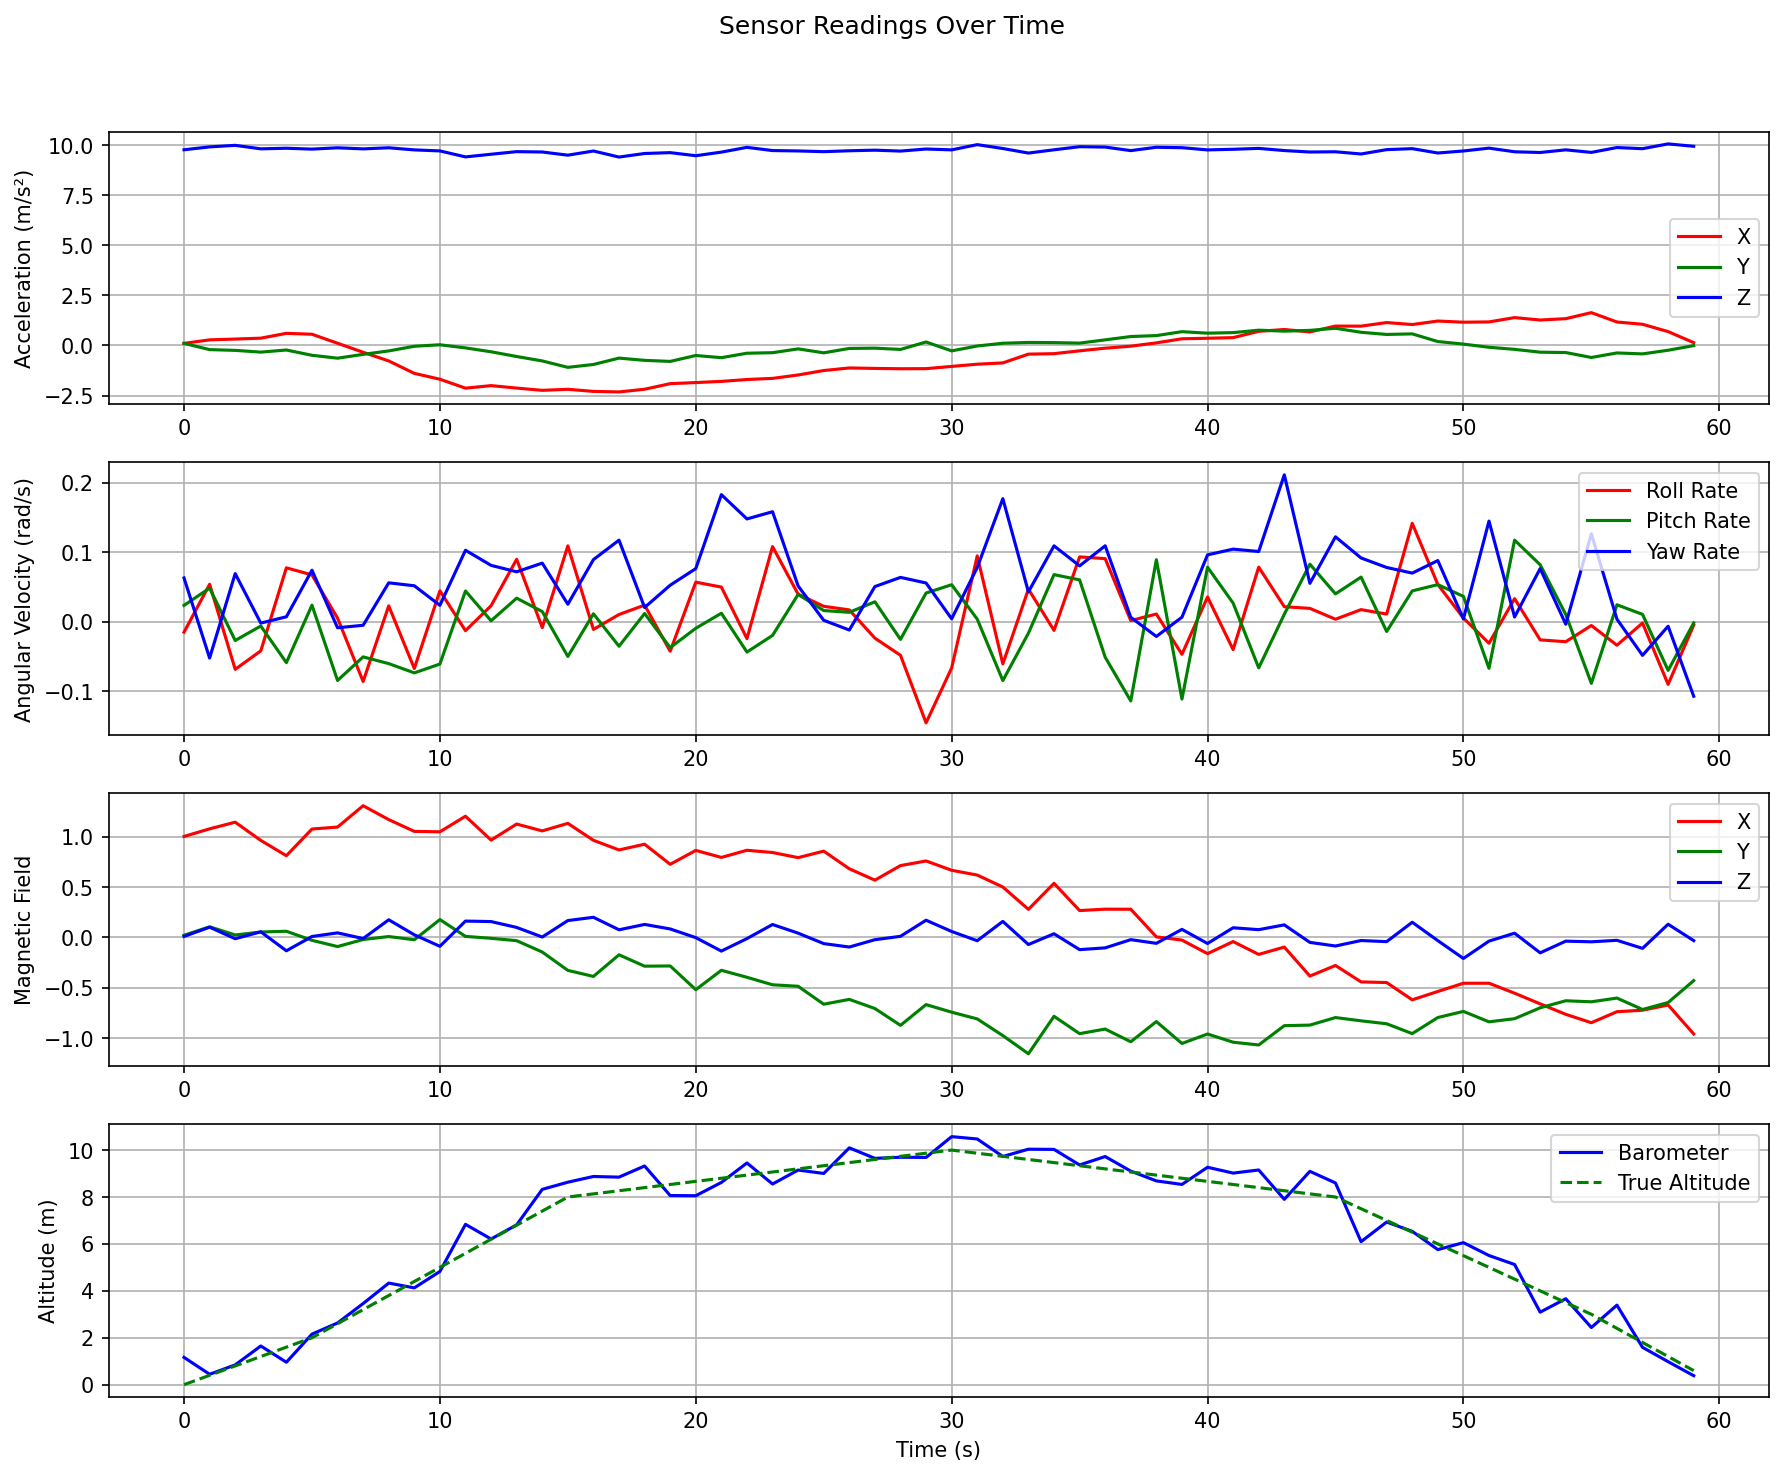 Sensor Readings Over Time
Acceleration (m/s²)
10.0
7.5
5.0
2.5
0.0
−2.5
X
Y
Z
0 10 20 30 40 50 60
Angular Velocity (rad/s)
0.2
0.1
0.0
−0.1
Roll Rate
Pitch Rate
Yaw Rate
0 10 20 30 40 50 60
Magnetic Field
1.0
0.5
0.0
−0.5
−1.0
X
Y
Z
0 10 20 30 40 50 60
Altitude (m)
10
8
6
4
2
0
Barometer
True Altitude
0 10 20 30 40 50 60
Time (s)